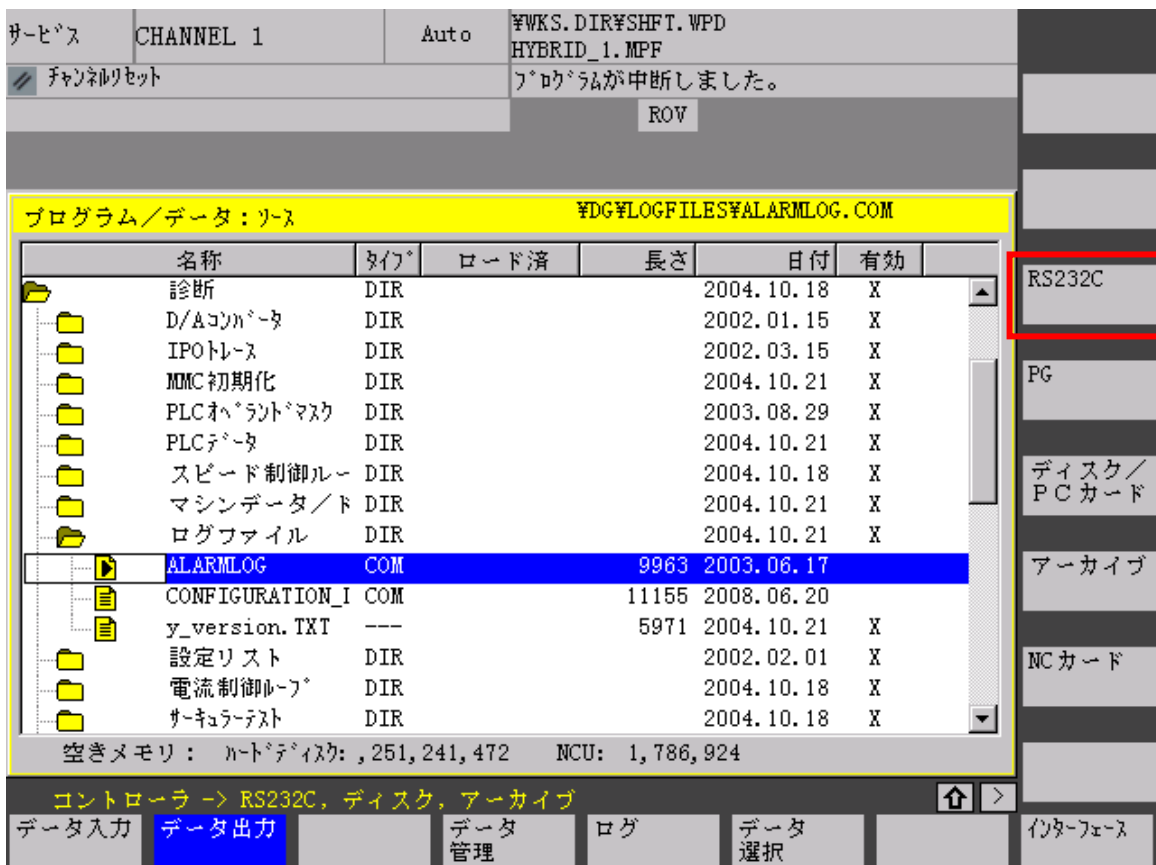 サービス CHANNEL 1 Auto ¥WKS.DIR¥SHFT.WPD
HYBRID_1.MPF
チャンネルリセット プログラムが中断しました。
ROV
プログラム／データ：ソース ¥DG¥LOGFILES¥ALARMLOG.COM
名称 タイプ ロード済 長さ 日付 有効
診断 DIR 2004.10.18 X
D/Aコンバータ DIR 2002.01.15 X
IPOトレース DIR 2002.03.15 X
MMC初期化 DIR 2004.10.21 X
PLCオペランドマスク DIR 2003.08.29 X
PLCデータ DIR 2004.10.21 X
スピード制御ルー DIR 2004.10.18 X
マシンデータ／ド DIR 2004.10.21 X
ログファイル DIR 2004.10.21 X
ALARMLOG COM 9963 2003.06.17
CONFIGURATION_I COM 11155 2008.06.20
y_version.TXT --- 5971 2004.10.21 X
設定リスト DIR 2002.02.01 X
電流制御ループ DIR 2004.10.18 X
サーキュラーテスト DIR 2004.10.18 X
空きメモリ： ハードディスク: ,251,241,472 NCU: 1,786,924
コントローラ -> RS232C, ディスク, アーカイブ
データ入力 データ出力 データ管理 ログ データ選択
RS232C
PG
ディスク／
ＰＣカード
アーカイブ
NCカード
インターフェース